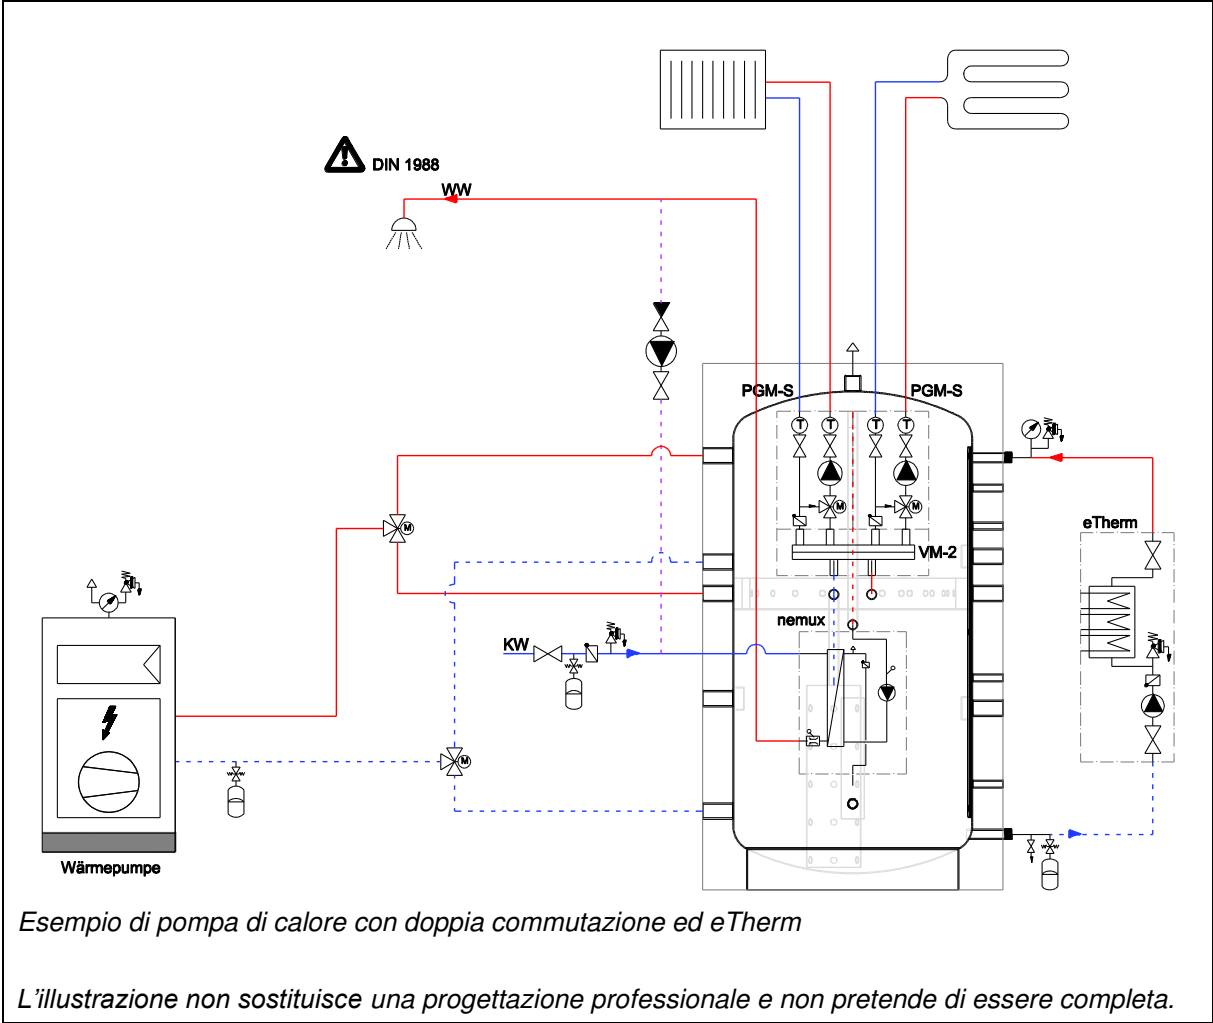 DIN 1988
WW
PGM-S
PGM-S
T
T
T
T
M
M
M
eTherm
VM-2
nemux
KW
M
Wärmepumpe
Esempio di pompa di calore con doppia commutazione ed eTherm
L'illustrazione non sostituisce una progettazione professionale e non pretende di essere completa.